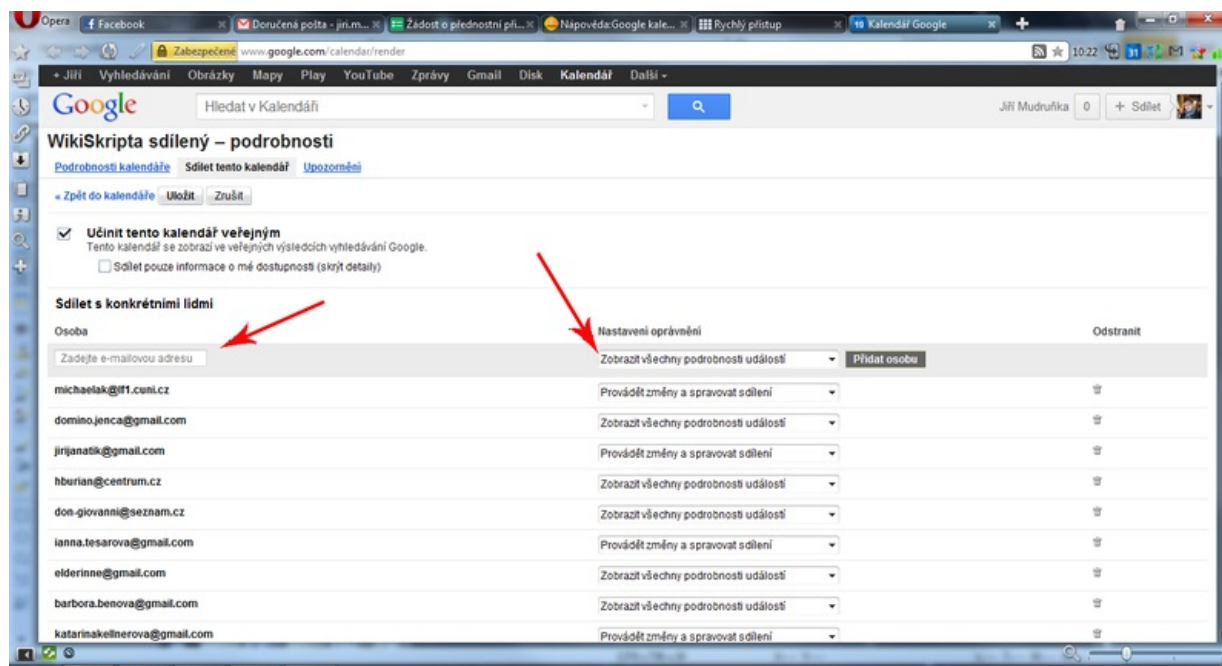 Opera
Facebook
Doručená pošta - jiri.m...
Žádost o přednostní při...
Nápověda:Google kale...
Rychlý přístup
Kalendář Google
Zabezpečené
www.google.com/calendar/render
10:22
+ Jiří Vyhledávání Obrázky Mapy Play YouTube Zprávy Gmail Disk Kalendář Další
Google
Hledat v Kalendáři
Jiří Mudruňka 0 + Sdílet
WikiSkripta sdílený – podrobnosti
Podrobnosti kalendáře Sdílet tento kalendář Upozornění
« Zpět do kalendáře Uložit Zrušit
Učinit tento kalendář veřejným
Tento kalendář se zobrazí ve veřejných výsledcích vyhledávání Google.
Sdílet pouze informace o mé dostupnosti (skrýt detaily)
Sdílet s konkrétními lidmi
Osoba Nastavení oprávnění Odstranit
Zadejte e-mailovou adresu Zobrazit všechny podrobnosti událostí Přidat osobu
michaelak@lf1.cuni.cz Provádět změny a spravovat sdílení
domino.jenca@gmail.com Zobrazit všechny podrobnosti událostí
jirijanatik@gmail.com Provádět změny a spravovat sdílení
hburian@centrum.cz Zobrazit všechny podrobnosti událostí
don-giovanni@seznam.cz Zobrazit všechny podrobnosti událostí
ianna.tesarova@gmail.com Provádět změny a spravovat sdílení
elderinne@gmail.com Zobrazit všechny podrobnosti událostí
barbora.benova@gmail.com Zobrazit všechny podrobnosti událostí
katarinakellnerova@gmail.com Provádět změny a spravovat sdílení